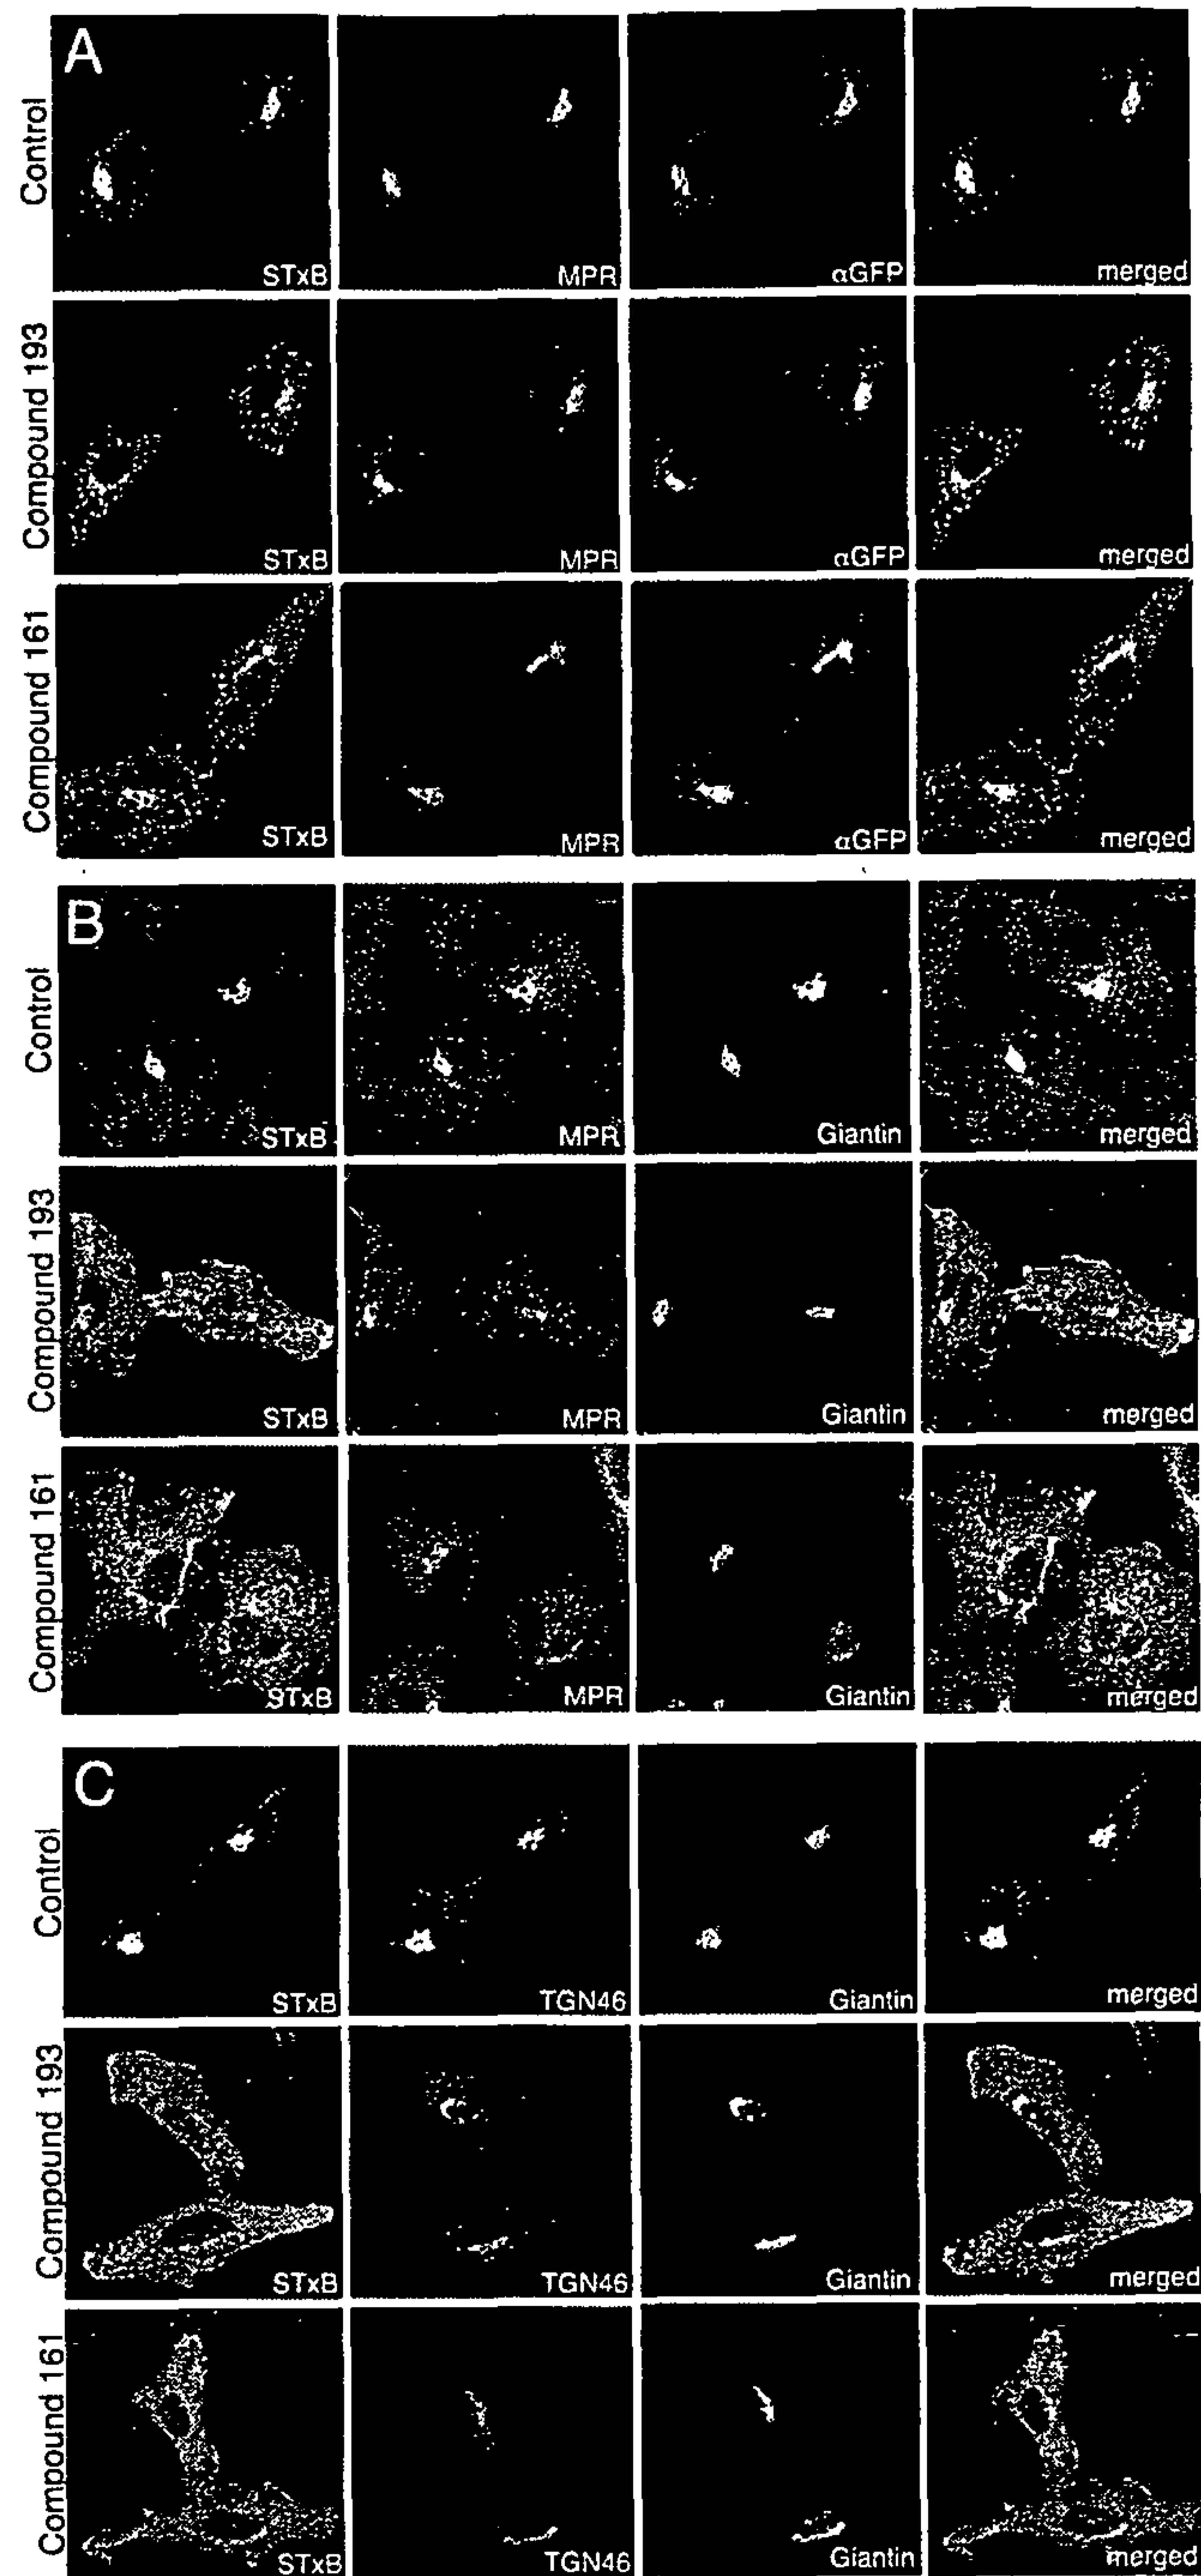 A
Control
STxB
MPR
αGFP
merged
Compound 193
STxB
MPR
αGFP
merged
Compound 161
STxB
MPR
αGFP
merged
B
Control
STxB
MPR
Giantin
merged
Compound 193
STxB
MPR
Giantin
merged
Compound 161
STxB
MPR
Giantin
merged
C
Control
STxB
TGN46
Giantin
merged
Compound 193
STxB
TGN46
Giantin
merged
Compound 161
STxB
TGN46
Giantin
merged